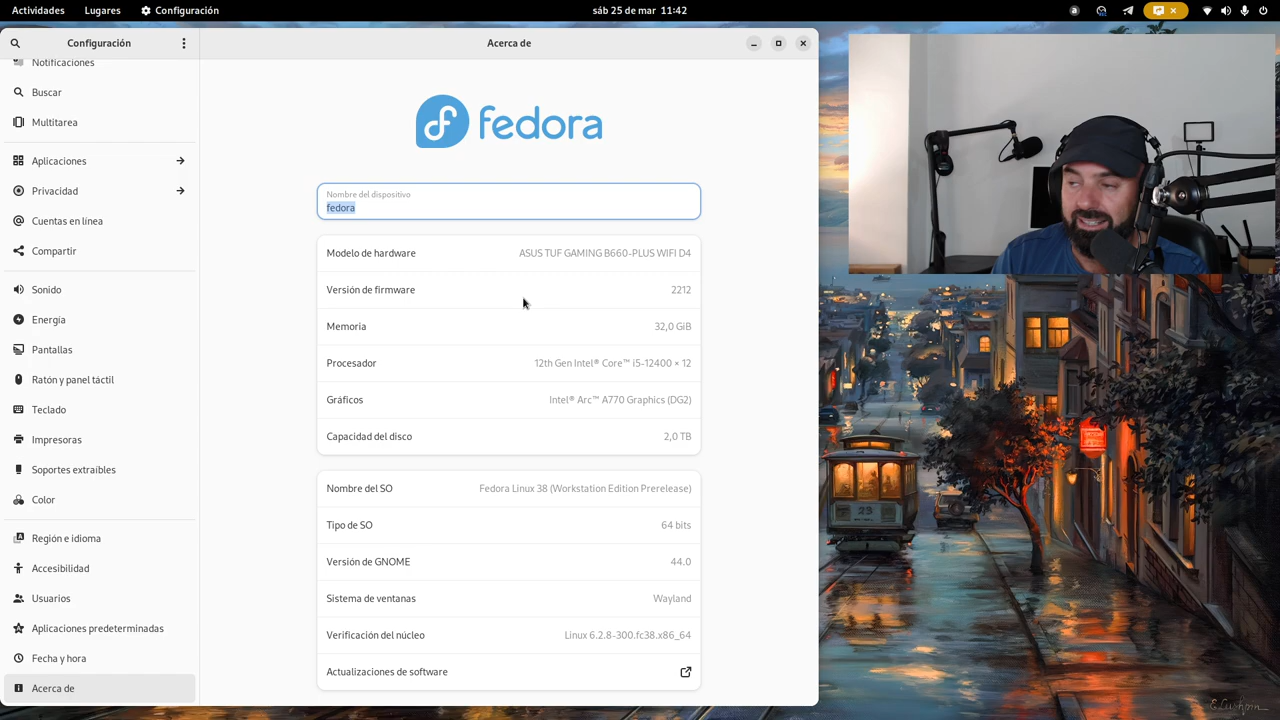 Actividades Lugares Configuración sáb 25 de mar 11:42
Configuración
Acerca de
Notificaciones
Buscar
Multitarea
Aplicaciones
Privacidad
Cuentas en línea
Compartir
Sonido
Energía
Pantallas
Ratón y panel táctil
Teclado
Impresoras
Soportes extraíbles
Color
Región e idioma
Accesibilidad
Usuarios
Aplicaciones predeterminadas
Fecha y hora
Acerca de
fedora
Nombre del dispositivo
fedora
Modelo de hardware ASUS TUF GAMING B660-PLUS WIFI D4
Versión de firmware 2212
Memoria 32,0 GiB
Procesador 12th Gen Intel® Core™ i5-12400 × 12
Gráficos Intel® Arc™ A770 Graphics (DG2)
Capacidad del disco 2,0 TB
Nombre del SO Fedora Linux 38 (Workstation Edition Prerelease)
Tipo de SO 64 bits
Versión de GNOME 44.0
Sistema de ventanas Wayland
Verificación del núcleo Linux 6.2.8-300.fc38.x86_64
Actualizaciones de software
23